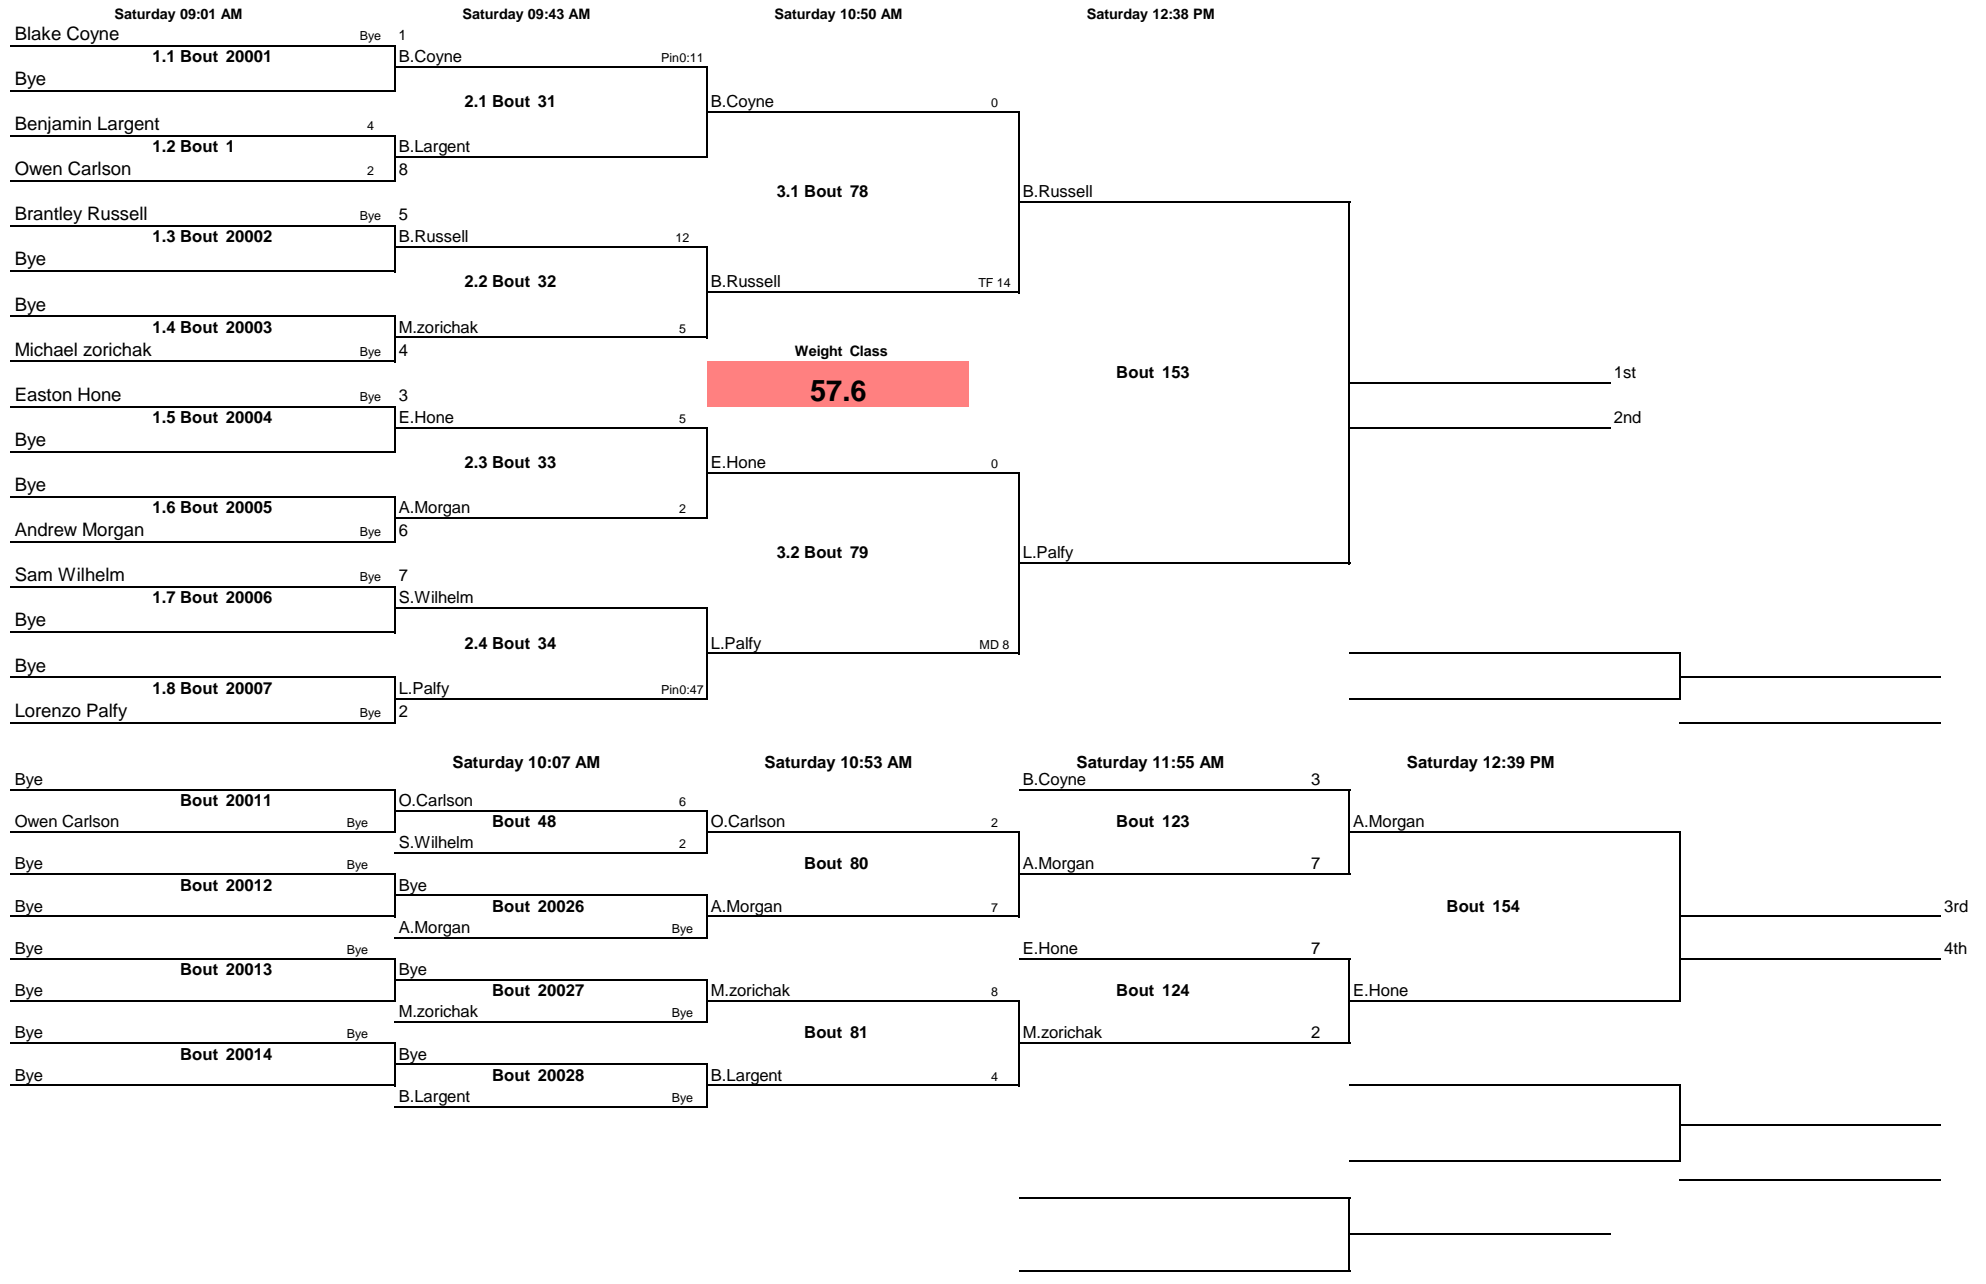 Saturday 09:01 AM Saturday 09:43 AM Saturday 10:50 AM Saturday 12:38 PM
Blake Coyne Bye 1
1.1 Bout 20001 B.Coyne Pin0:11
Bye
2.1 Bout 31 B.Coyne 0
Benjamin Largent 4
1.2 Bout 1 B.Largent
Owen Carlson 2 8
3.1 Bout 78 B.Russell
Brantley Russell Bye 5
1.3 Bout 20002 B.Russell 12
Bye
2.2 Bout 32 B.Russell TF 14
Bye
1.4 Bout 20003 M.zorichak 5
Michael zorichak Bye 4 Weight Class
Bout 153 1st
Easton Hone Bye 3 57.6
1.5 Bout 20004 E.Hone 5 2nd
Bye
2.3 Bout 33 E.Hone 0
Bye
1.6 Bout 20005 A.Morgan 2
Andrew Morgan Bye 6
3.2 Bout 79 L.Palfy
Sam Wilhelm Bye 7
1.7 Bout 20006 S.Wilhelm
Bye
2.4 Bout 34 L.Palfy MD 8
Bye
1.8 Bout 20007 L.Palfy Pin0:47
Lorenzo Palfy Bye 2
Saturday 10:07 AM Saturday 10:53 AM Saturday 11:55 AM Saturday 12:39 PM
Bye B.Coyne 3
Bout 20011 O.Carlson 6
Owen Carlson Bye Bout 48 O.Carlson 2 Bout 123 A.Morgan
S.Wilhelm 2
Bye Bye Bout 80 A.Morgan 7
Bout 20012 Bye
Bye Bout 20026 A.Morgan 7 Bout 154 3rd
A.Morgan Bye
Bye Bye E.Hone 7 4th
Bout 20013 Bye
Bye Bout 20027 M.zorichak 8 Bout 124 E.Hone
M.zorichak Bye
Bye Bye Bout 81 M.zorichak 2
Bout 20014 Bye
Bye Bout 20028 B.Largent 4
B.Largent Bye